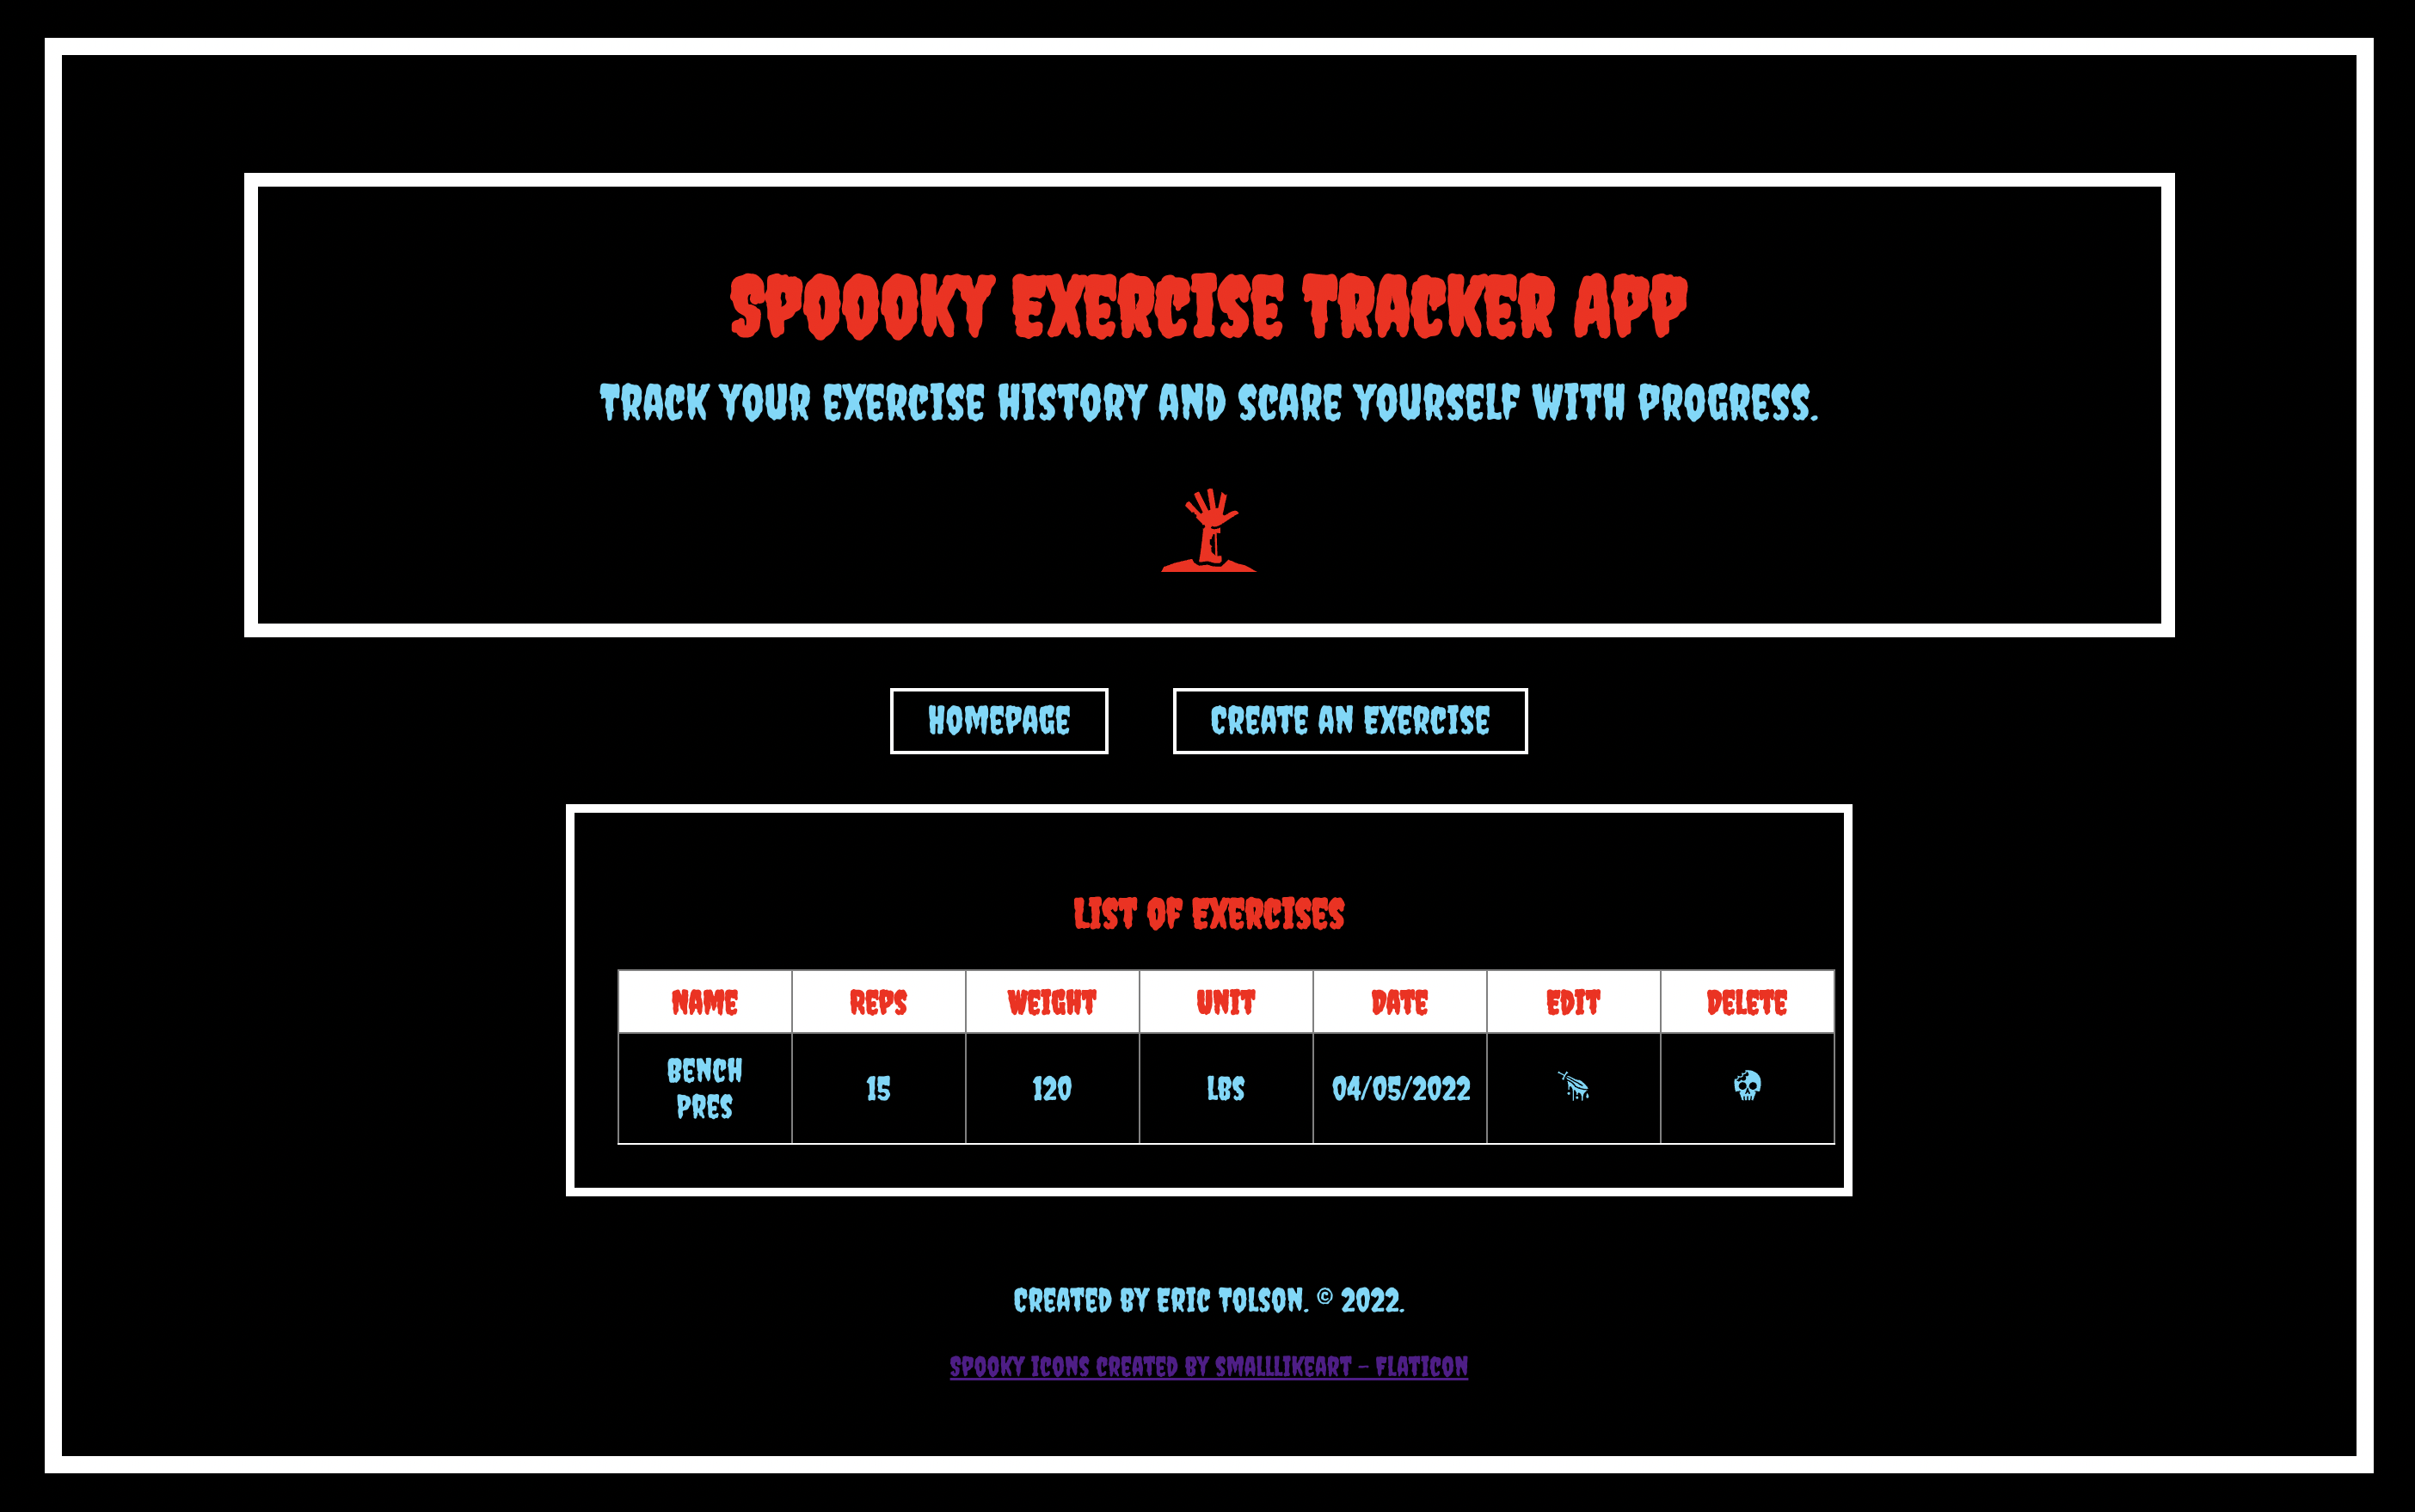 SPOOOKY EXERCISE TRACKER APP
TRACK YOUR EXERCISE HISTORY AND SCARE YOURSELF WITH PROGRESS.
HOMEPAGE CREATE AN EXERCISE
LIST OF EXERCISES
NAME REPS WEIGHT UNIT DATE EDIT DELETE
BENCH
PRES 15 120 LBS 04/05/2022
CREATED BY ERIC TOLSON. © 2022.
SPOOKY ICONS CREATED BY SMALLLIKEART - FLATICON